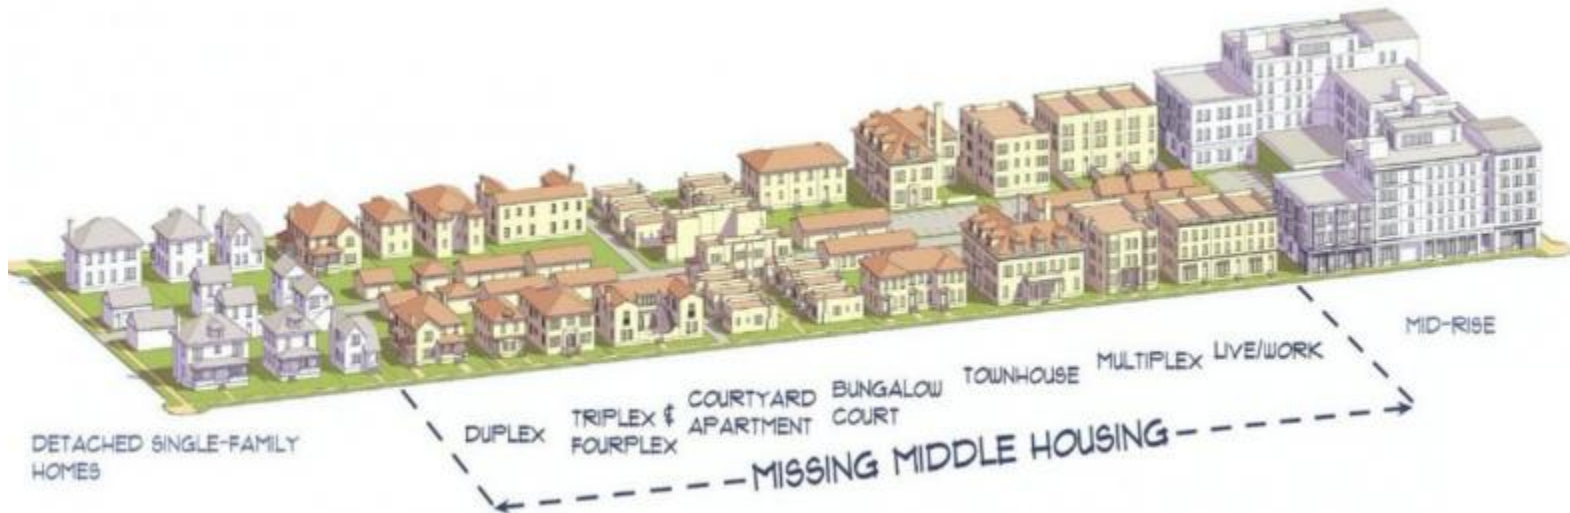 DETACHED SINGLE-FAMILY
HOMES
DUPLEX
TRIPLEX &
FOURPLEX
COURTYARD
APARTMENT
BUNGALOW
COURT
TOWNHOUSE
MULTIPLEX
LIVE/WORK
MID-RISE
MISSING MIDDLE HOUSING